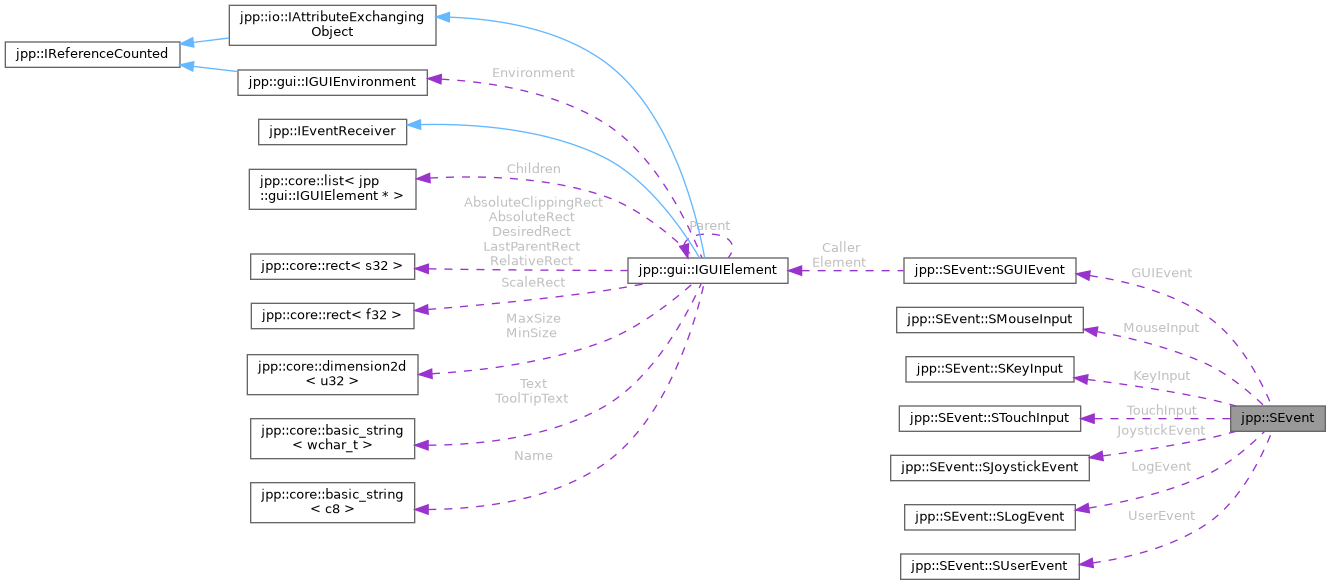 jpp::io::IAttributeExchanging
Object
jpp::IReferenceCounted
jpp::gui::IGUIEnvironment
Environment
jpp::IEventReceiver
jpp::core::list< jpp
::gui::IGUIElement * >
Children
AbsoluteClippingRect
AbsoluteRect
DesiredRect
LastParentRect
RelativeRect
Parent
jpp::core::rect< s32 >
jpp::gui::IGUIElement
Caller
Element
jpp::SEvent::SGUIEvent
GUIEvent
ScaleRect
jpp::core::rect< f32 >
MaxSize
MinSize
jpp::SEvent::SMouseInput
MouseInput
jpp::core::dimension2d
< u32 >
jpp::SEvent::SKeyInput
KeyInput
Text
ToolTipText
jpp::SEvent::STouchInput
TouchInput
jpp::SEvent
jpp::core::basic_string
< wchar_t >
JoystickEvent
Name
jpp::SEvent::SJoystickEvent
LogEvent
jpp::core::basic_string
< c8 >
jpp::SEvent::SLogEvent
UserEvent
jpp::SEvent::SUserEvent